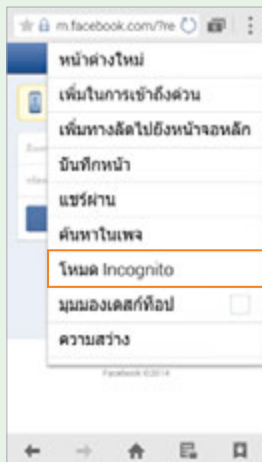 m.facebook.com/?re
หน้าต่างใหม่
เพิ่มในการเข้าถึงด่วน
เพิ่มทางลัดไปยังหน้าจอหลัก
บันทึกหน้า
แชร์ผ่าน
ค้นหาในเพจ
โหมด Incognito
มุมมองเดสก์ท็อป
ความสว่าง
Facebook ©2014